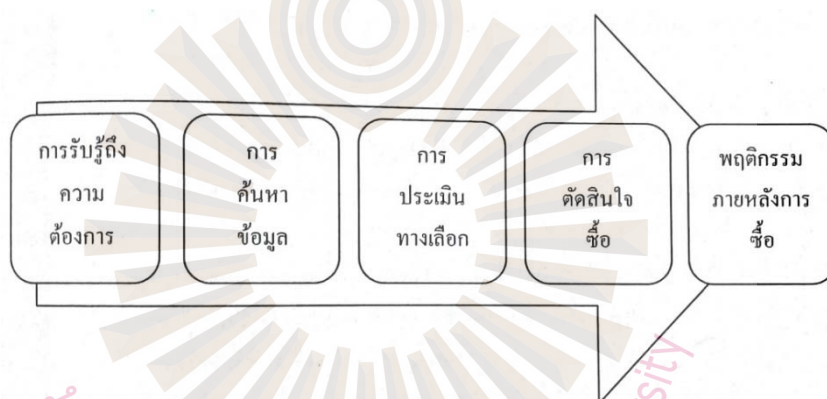 การรับรู้ถึง
ความ
ต้องการ
การ
ค้นหา
ข้อมูล
การ
ประเมิน
ทางเลือก
การ
ตัดสินใจ
ซื้อ
พฤติกรรม
ภายหลังการ
ซื้อ